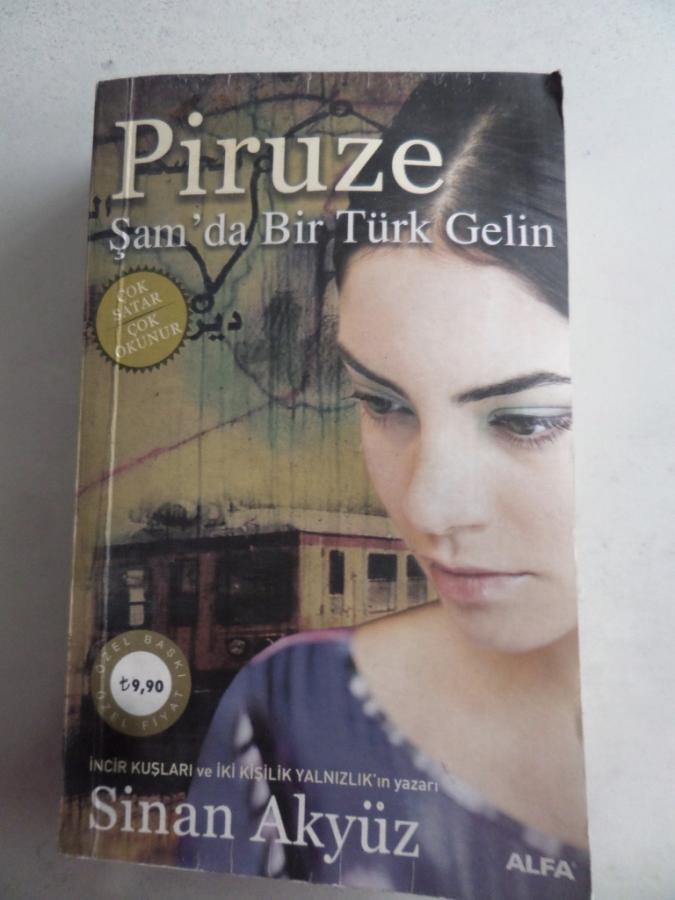 Piruze
Şam'da Bir Türk Gelin
ÇOK
SATAR
ÇOK
OKUNUR
دير
ÖZEL BASKI
₺9,90
ÖZEL FİYAT
İNCİR KUŞLARI ve İKİ KİŞİLİK YALNIZLIK'ın yazarı
Sinan Akyüz
ALFA